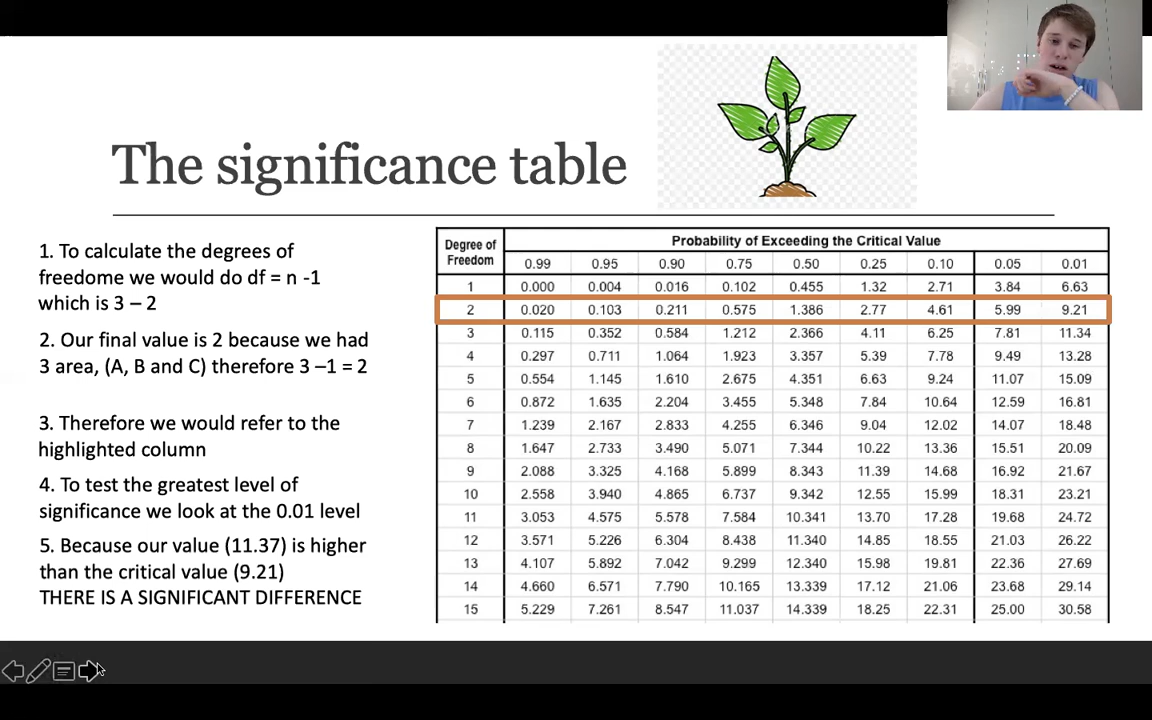 The significance table
1. To calculate the degrees of
freedome we would do df = n -1
which is 3 – 2
2. Our final value is 2 because we had
3 area, (A, B and C) therefore 3 –1 = 2
3. Therefore we would refer to the
highlighted column
4. To test the greatest level of
significance we look at the 0.01 level
5. Because our value (11.37) is higher
than the critical value (9.21)
THERE IS A SIGNIFICANT DIFFERENCE
Degree of Freedom Probability of Exceeding the Critical Value
0.99 0.95 0.90 0.75 0.50 0.25 0.10 0.05 0.01
1 0.000 0.004 0.016 0.102 0.455 1.32 2.71 3.84 6.63
2 0.020 0.103 0.211 0.575 1.386 2.77 4.61 5.99 9.21
3 0.115 0.352 0.584 1.212 2.366 4.11 6.25 7.81 11.34
4 0.297 0.711 1.064 1.923 3.357 5.39 7.78 9.49 13.28
5 0.554 1.145 1.610 2.675 4.351 6.63 9.24 11.07 15.09
6 0.872 1.635 2.204 3.455 5.348 7.84 10.64 12.59 16.81
7 1.239 2.167 2.833 4.255 6.346 9.04 12.02 14.07 18.48
8 1.647 2.733 3.490 5.071 7.344 10.22 13.36 15.51 20.09
9 2.088 3.325 4.168 5.899 8.343 11.39 14.68 16.92 21.67
10 2.558 3.940 4.865 6.737 9.342 12.55 15.99 18.31 23.21
11 3.053 4.575 5.578 7.584 10.341 13.70 17.28 19.68 24.72
12 3.571 5.226 6.304 8.438 11.340 14.85 18.55 21.03 26.22
13 4.107 5.892 7.042 9.299 12.340 15.98 19.81 22.36 27.69
14 4.660 6.571 7.790 10.165 13.339 17.12 21.06 23.68 29.14
15 5.229 7.261 8.547 11.037 14.339 18.25 22.31 25.00 30.58